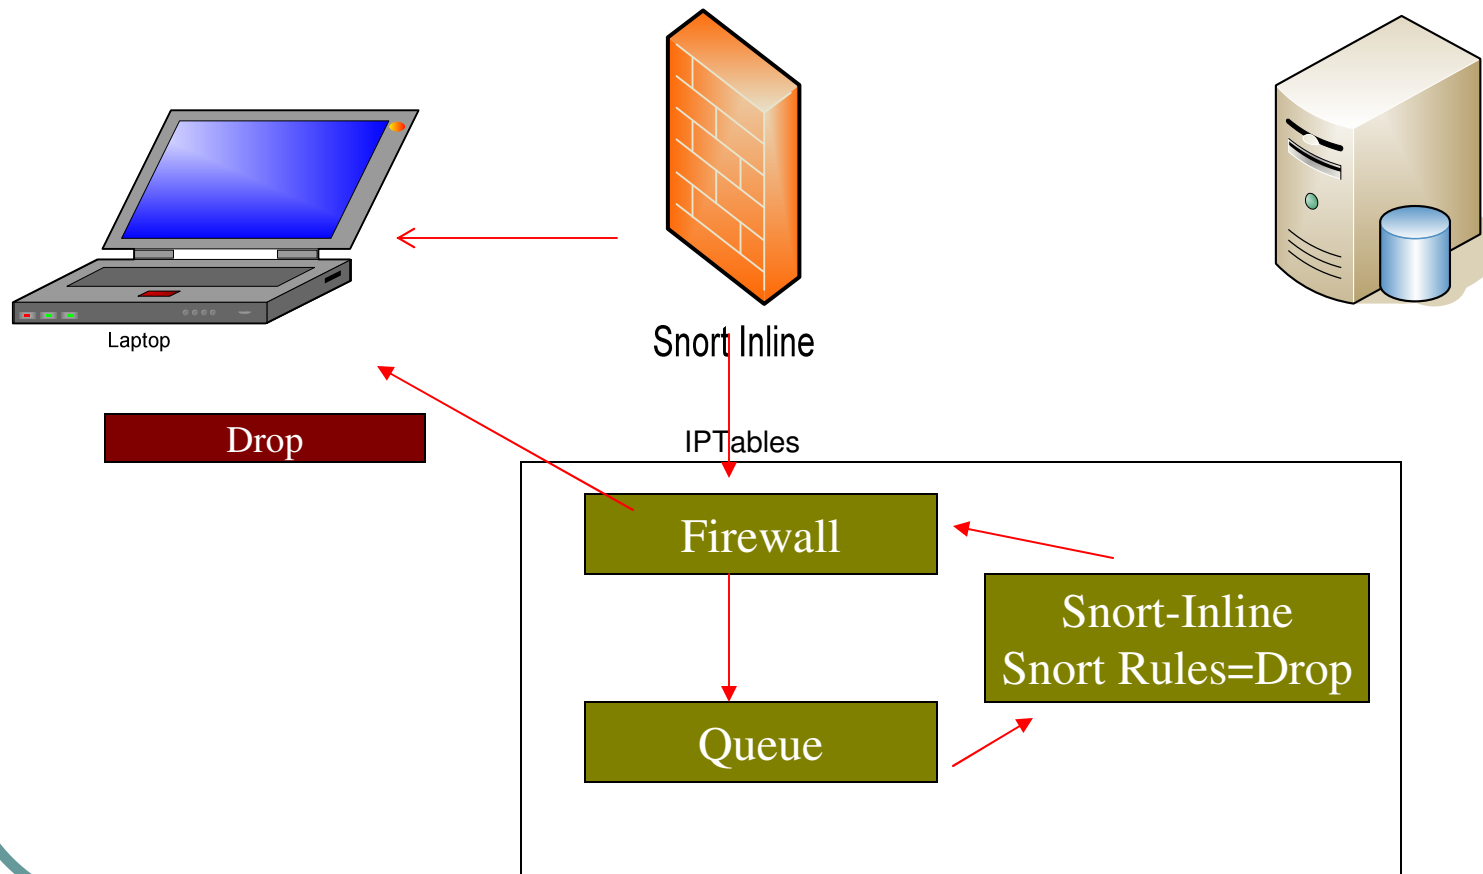 Laptop
Snort Inline
Drop
IPTables
Firewall
Snort-Inline
Snort Rules=Drop
Queue